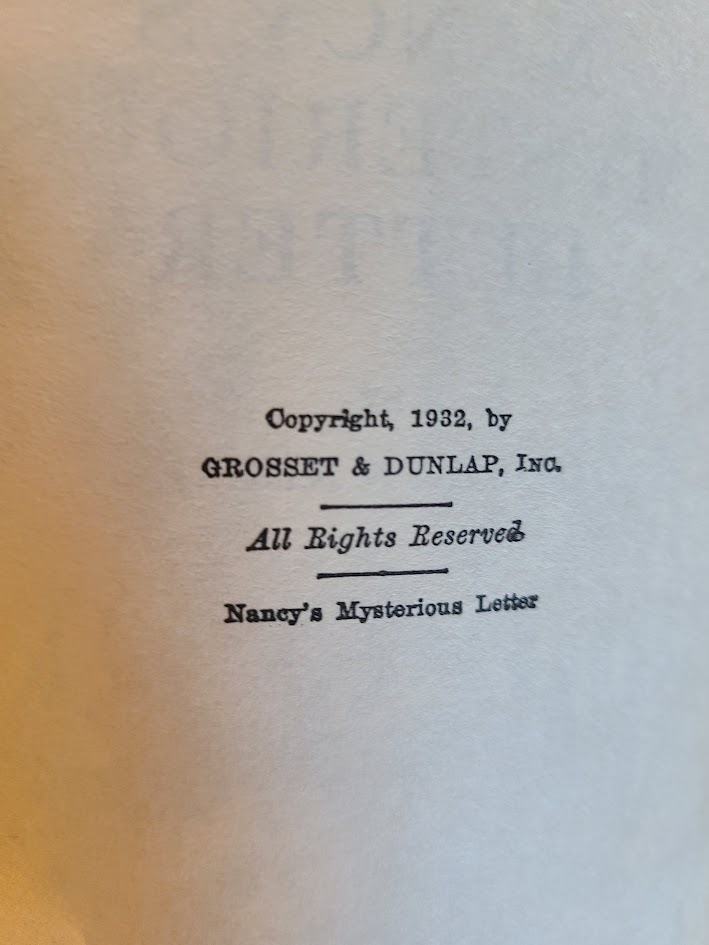 Copyright, 1932, by
GROSSET & DUNLAP, INC.
All Rights Reserved
Nancy's Mysterious Letter